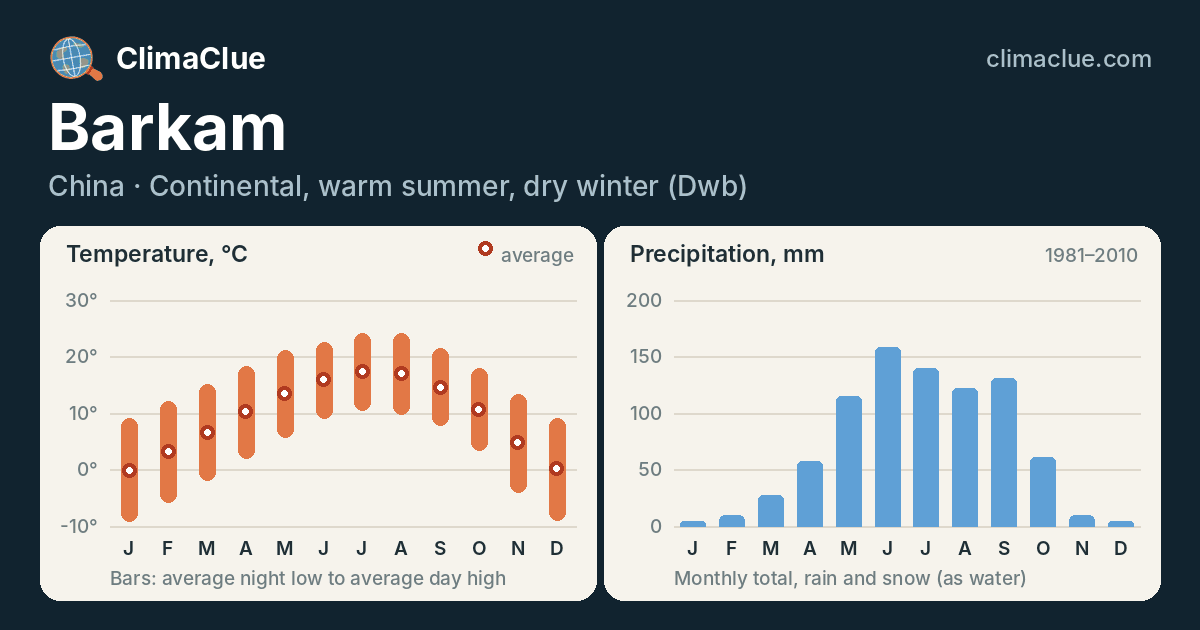 ClimaClue
climaclue.com
Barkam
China · Continental, warm summer, dry winter (Dwb)
Temperature, °C
average
30°
20°
10°
0°
-10°
J F M A M J J A S O N D
Bars: average night low to average day high
Precipitation, mm
1981–2010
200
150
100
50
0
J F M A M J J A S O N D
Monthly total, rain and snow (as water)